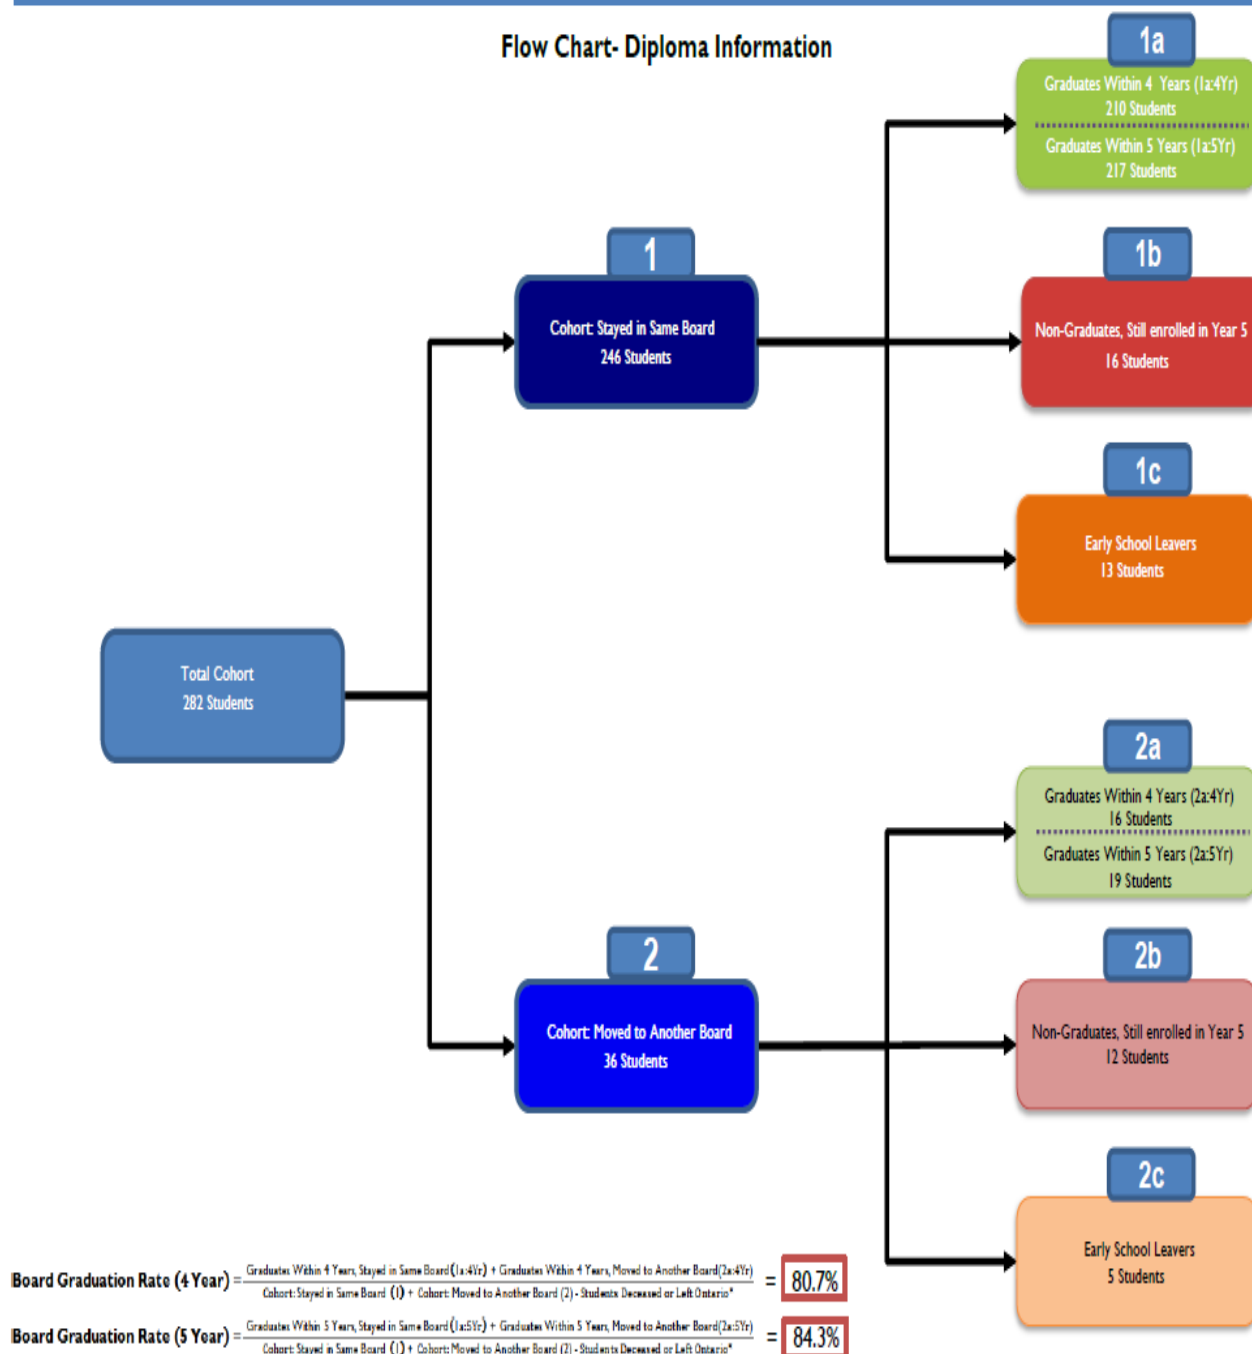 Flow Chart- Diploma Information
1a
Graduates Within 4 Years (1a:4Yr)
210 Students
Graduates Within 5 Years (1a:5Yr)
217 Students
1
Cohort: Stayed in Same Board
246 Students
1b
Non-Graduates, Still enrolled in Year 5
16 Students
1c
Early School Leavers
13 Students
Total Cohort
282 Students
2a
Graduates Within 4 Years (2a:4Yr)
16 Students
Graduates Within 5 Years (2a:5Yr)
19 Students
2
Cohort: Moved to Another Board
36 Students
2b
Non-Graduates, Still enrolled in Year 5
12 Students
2c
Early School Leavers
5 Students
Graduates Within 4 Years, Stayed in Same Board(1a:4Yr) + Graduates Within 4 Years, Moved to Another Board(2a:4Yr)
Board Graduation Rate (4 Year) = = 80.7%
Cohort: Stayed in Same Board (1) + Cohort: Moved to Another Board (2) - Students Deceased or Left Ontario*
Graduates Within 5 Years, Stayed in Same Board(1a:5Yr) + Graduates Within 5 Years, Moved to Another Board(2a:5Yr)
Board Graduation Rate (5 Year) = = 84.3%
Cohort: Stayed in Same Board (1) + Cohort: Moved to Another Board (2) - Students Deceased or Left Ontario*